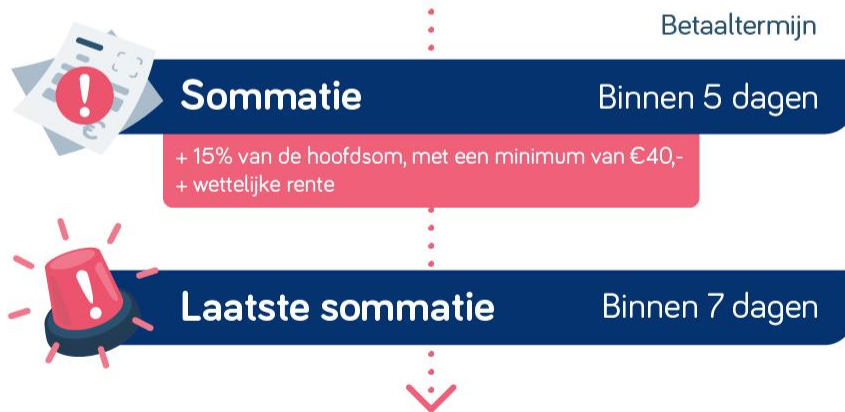 Betaaltermijn
Sommatie Binnen 5 dagen
+ 15% van de hoofdsom, met een minimum van €40,-
+ wettelijke rente
Laatste sommatie Binnen 7 dagen